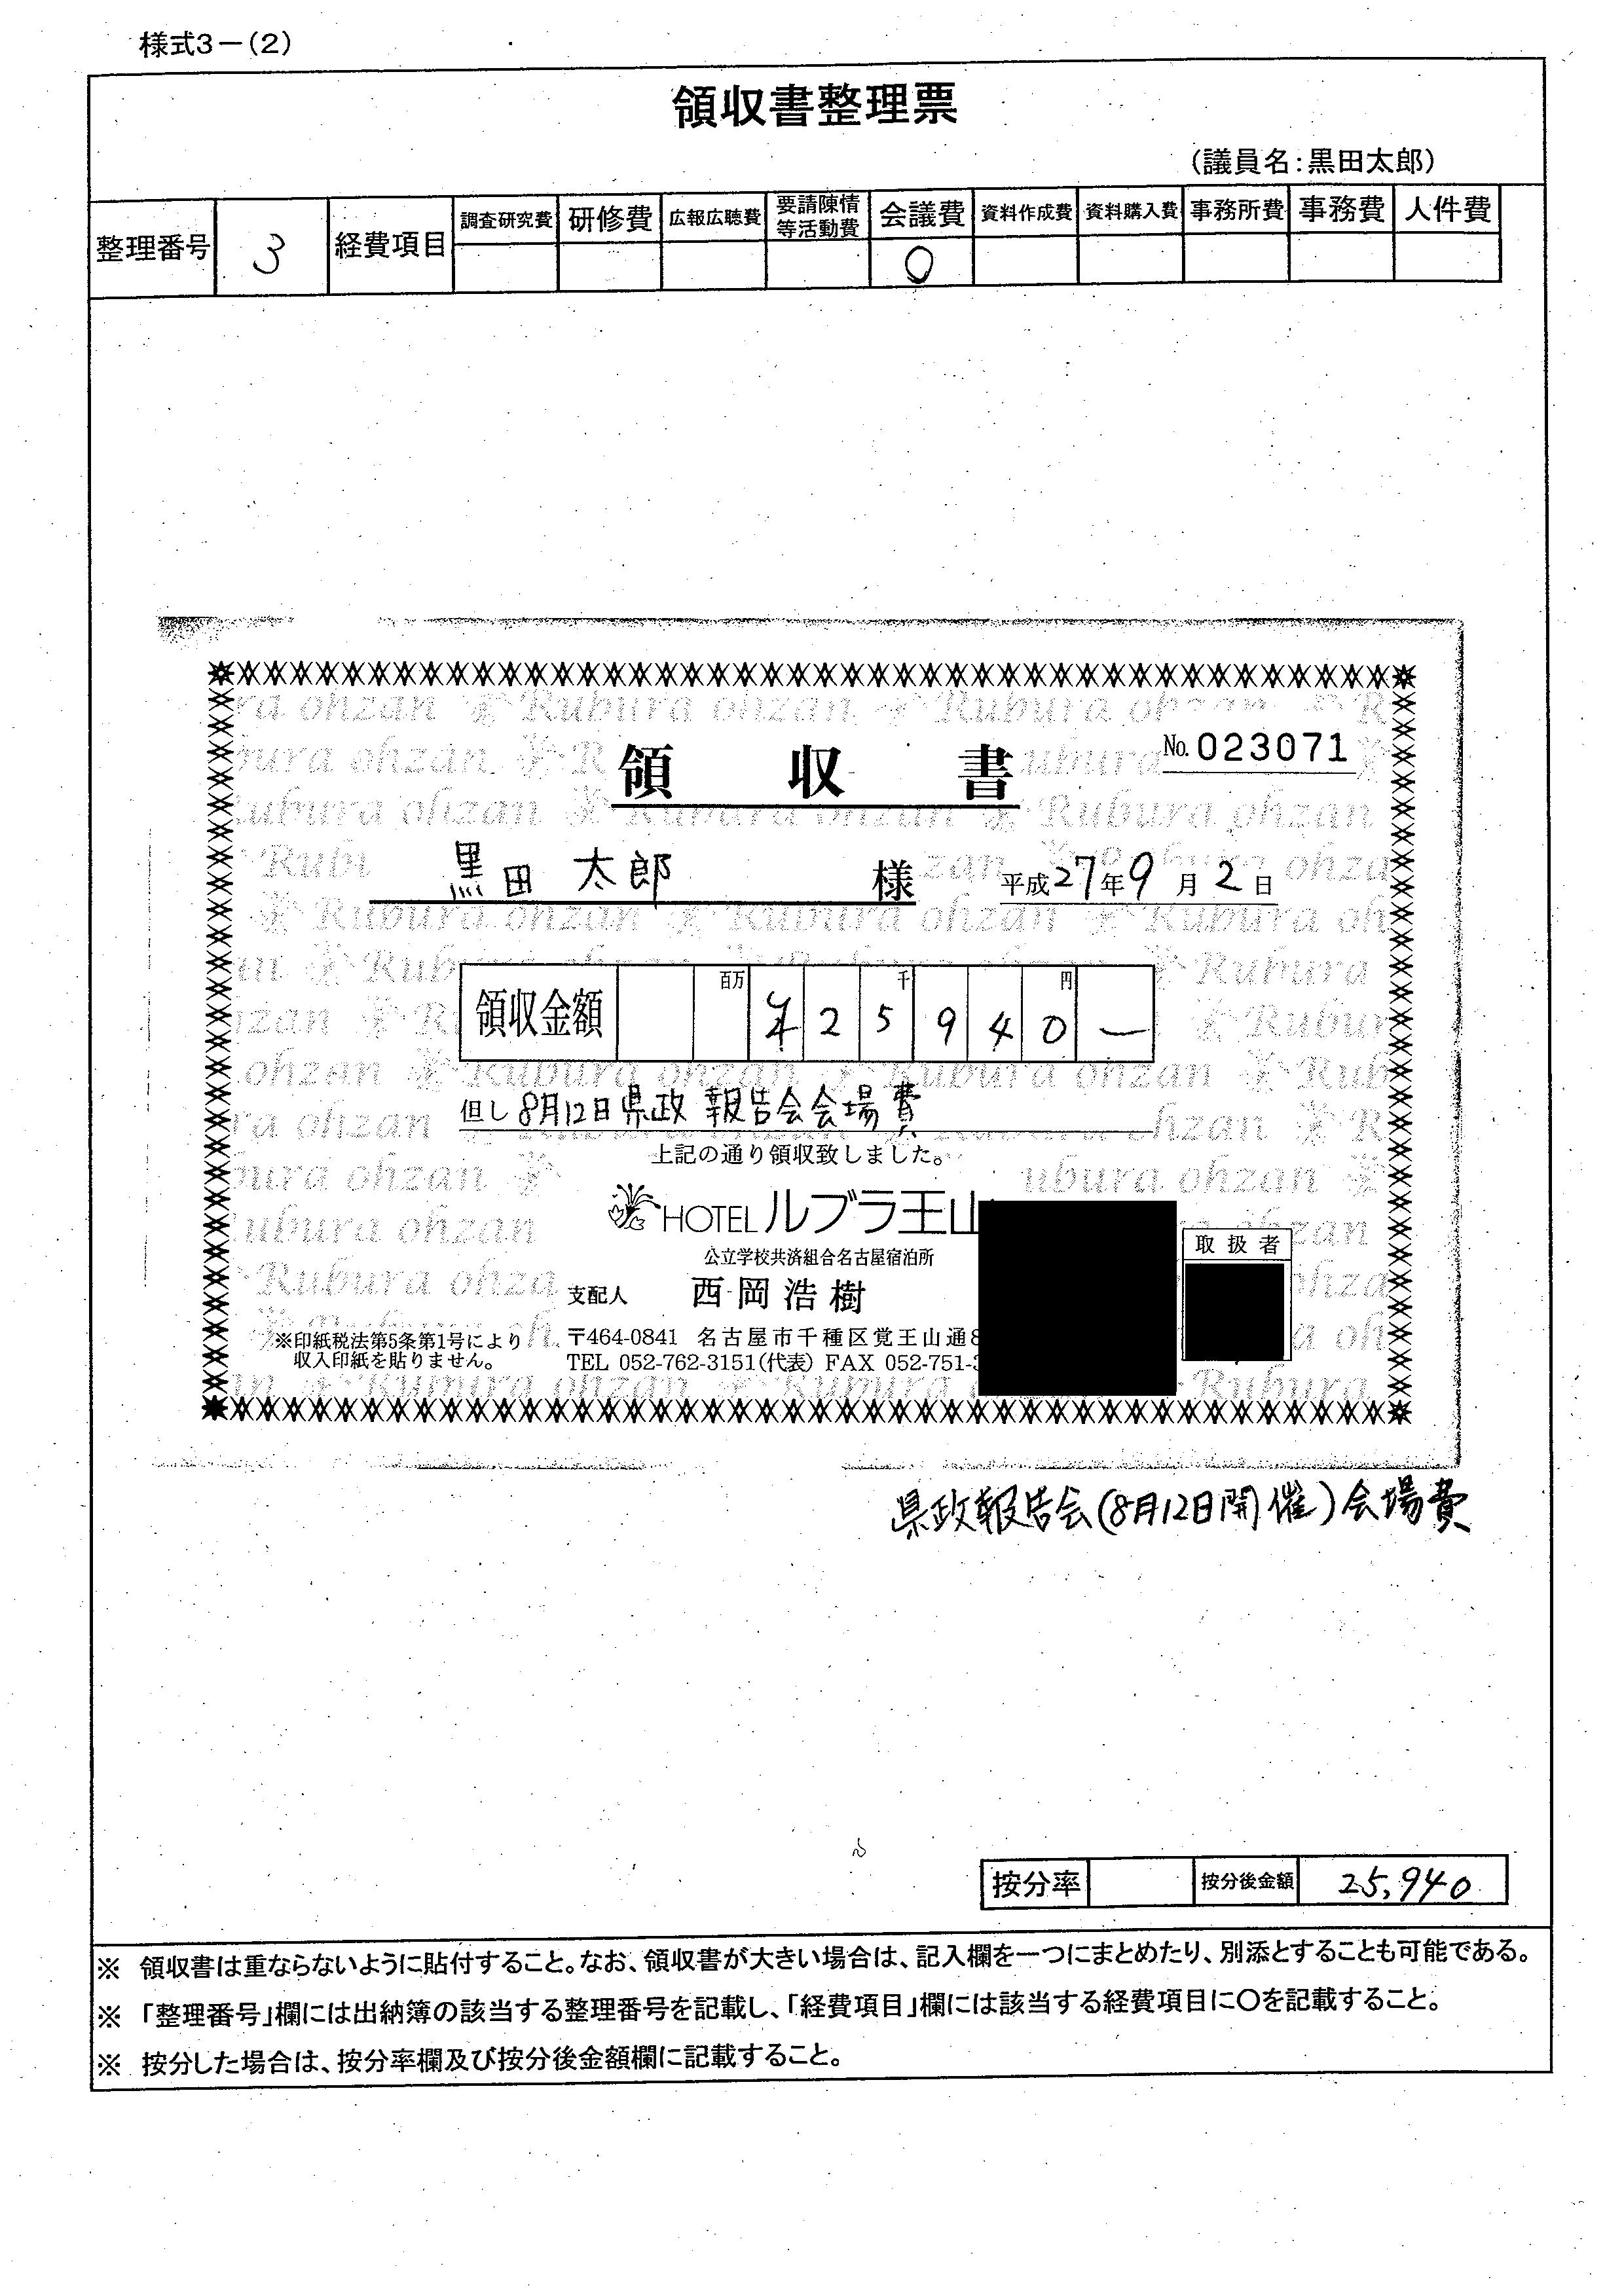 様式3－(2)
領収書整理票
(議員名:黒田太郎)
整理番号 3 経費項目 調査研究費 研修費 広報広聴費 要請陳情等活動費 会議費 資料作成費 資料購入費 事務所費 事務費 人件費
○
領収書
No.023071
黒田 太郎 様 平成27年9月2日
領収金額 百万 千 円 ¥25940－
但し8月12日県政報告会会場費
上記の通り領収致しました。
HOTELルブラ王山
公立学校共済組合名古屋宿泊所
取扱者
支配人 西岡浩樹
※印紙税法第5条第1号により
収入印紙を貼りません。
〒464-0841 名古屋市千種区覚王山通8
TEL 052-762-3151(代表) FAX 052-751-3
県政報告会(8月12日開催)会場費
按分率 按分後金額 25,940
※ 領収書は重ならないように貼付すること。なお、領収書が大きい場合は、記入欄を一つにまとめたり、別添とすることも可能である。
※ 「整理番号」欄には出納簿の該当する整理番号を記載し、「経費項目」欄には該当する経費項目に○を記載すること。
※ 按分した場合は、按分率欄及び按分後金額欄に記載すること。